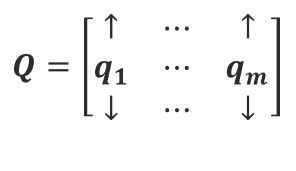 ↑ ⋯ ↑
Q = [ q₁ ⋯ qₘ ]
↓ ⋯ ↓